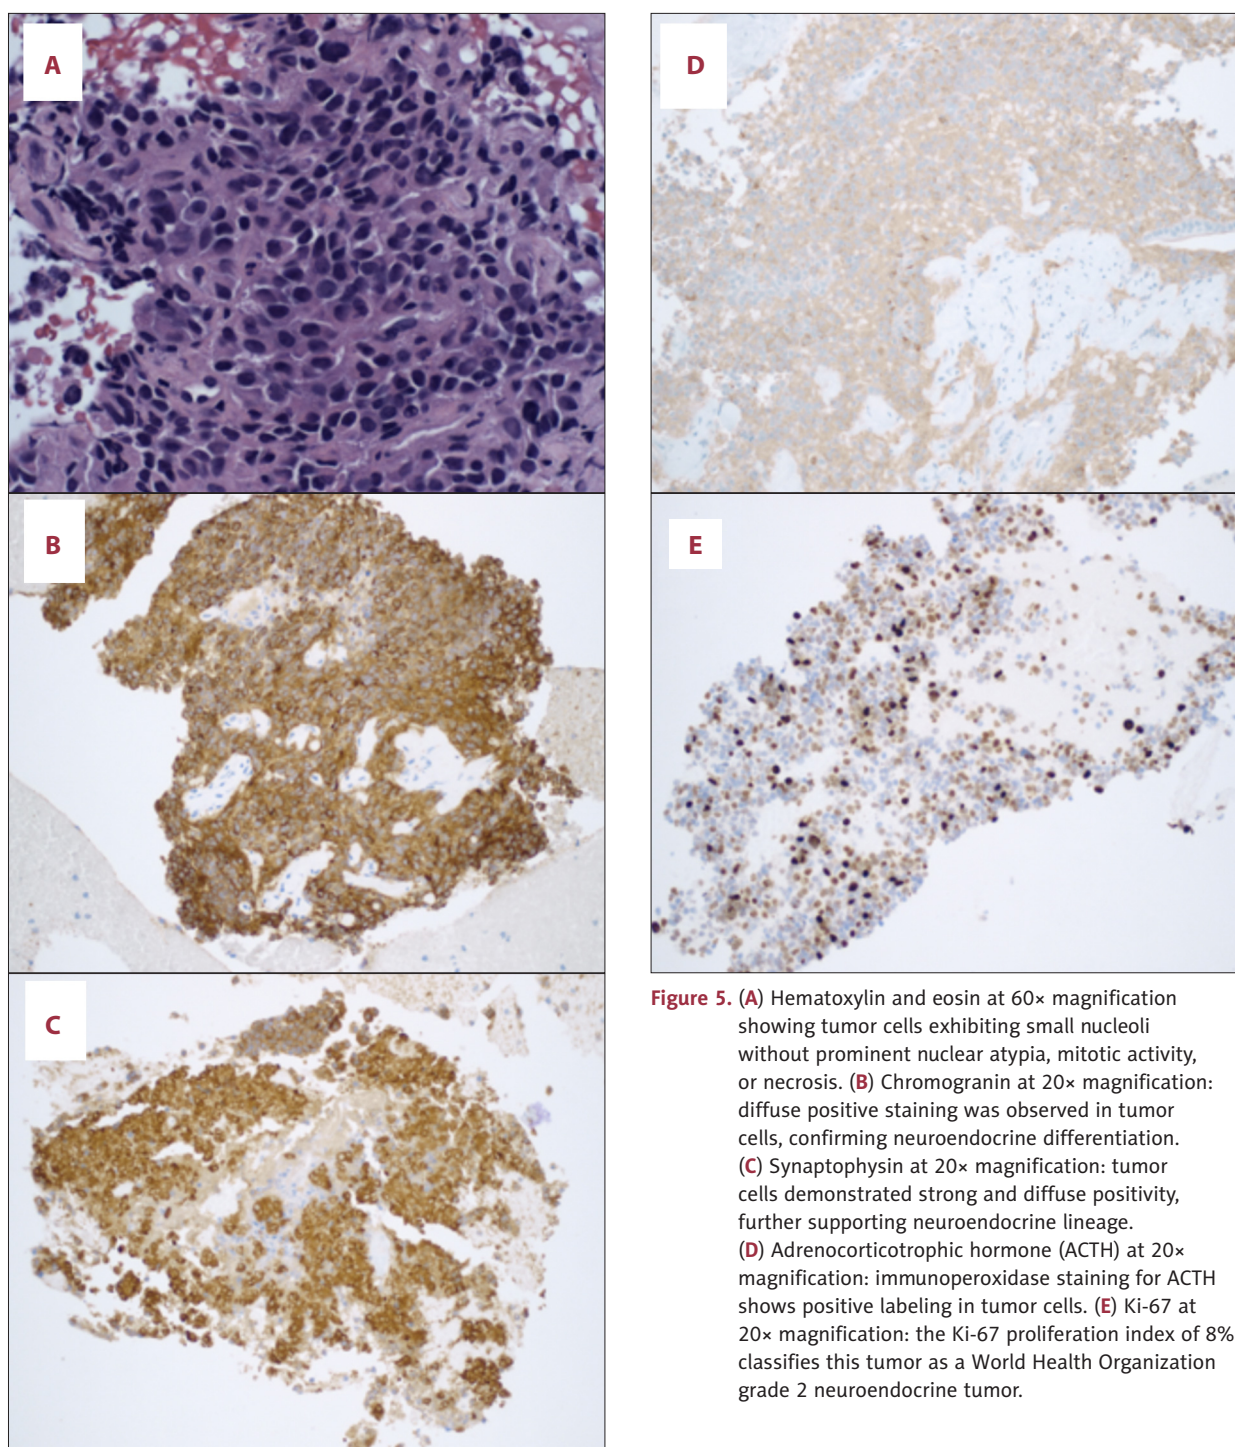 A
D
B
E
C
Figure 5. (A) Hematoxylin and eosin at 60× magnification
showing tumor cells exhibiting small nucleoli
without prominent nuclear atypia, mitotic activity,
or necrosis. (B) Chromogranin at 20× magnification:
diffuse positive staining was observed in tumor
cells, confirming neuroendocrine differentiation.
(C) Synaptophysin at 20× magnification: tumor
cells demonstrated strong and diffuse positivity,
further supporting neuroendocrine lineage.
(D) Adrenocorticotrophic hormone (ACTH) at 20×
magnification: immunoperoxidase staining for ACTH
shows positive labeling in tumor cells. (E) Ki-67 at
20× magnification: the Ki-67 proliferation index of 8%
classifies this tumor as a World Health Organization
grade 2 neuroendocrine tumor.